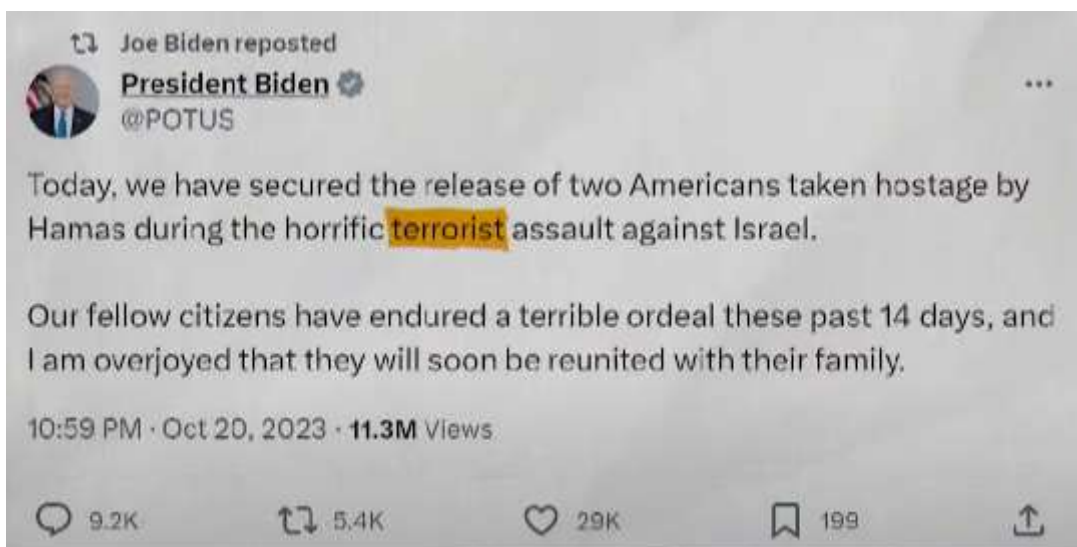 Joe Biden reposted
President Biden
@POTUS
Today, we have secured the release of two Americans taken hostage by
Hamas during the horrific terrorist assault against Israel.
Our fellow citizens have endured a terrible ordeal these past 14 days, and
I am overjoyed that they will soon be reunited with their family.
10:59 PM · Oct 20, 2023 · 11.3M Views
9.2K 5.4K 29K 199